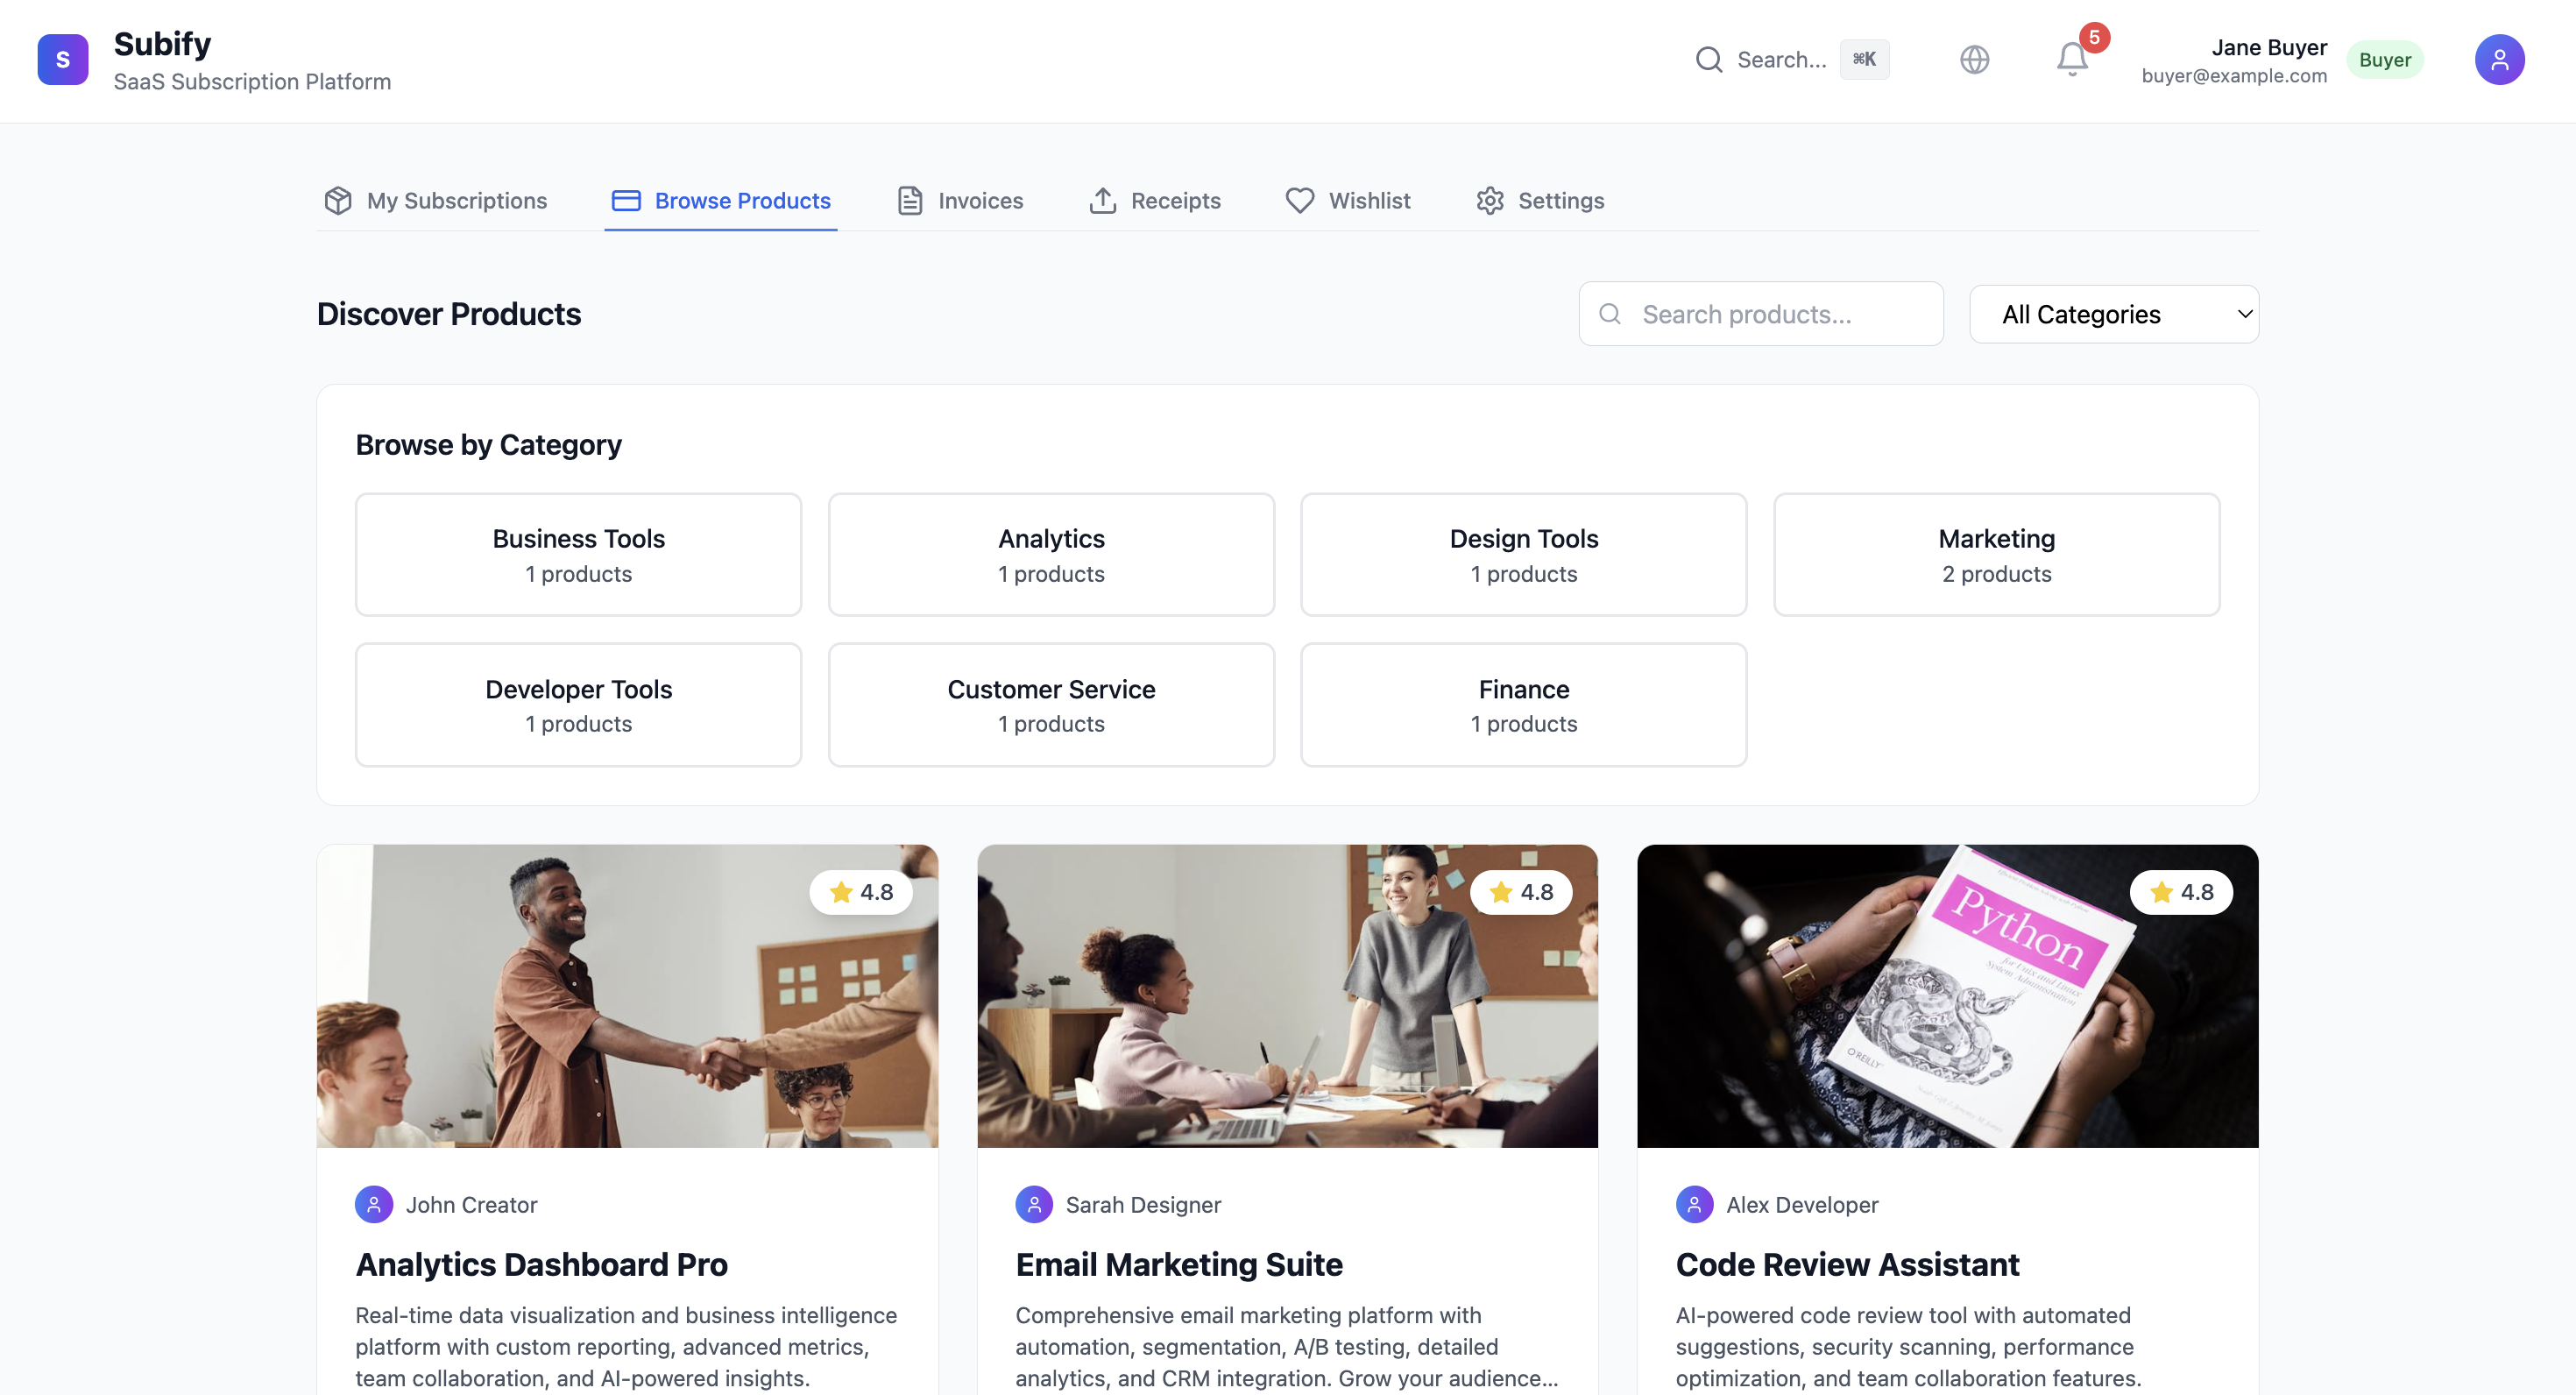 S
Subify
SaaS Subscription Platform
Search...
⌘K
5
Jane Buyer
buyer@example.com
Buyer
My Subscriptions
Browse Products
Invoices
Receipts
Wishlist
Settings
Discover Products
Search products...
All Categories
Browse by Category
Business Tools
1 products
Analytics
1 products
Design Tools
1 products
Marketing
2 products
Developer Tools
1 products
Customer Service
1 products
Finance
1 products
4.8
4.8
4.8
Python
for Unix and Linux
System Administration
O'REILLY
John Creator
Analytics Dashboard Pro
Real-time data visualization and business intelligence
platform with custom reporting, advanced metrics,
team collaboration, and AI-powered insights.
Sarah Designer
Email Marketing Suite
Comprehensive email marketing platform with
automation, segmentation, A/B testing, detailed
analytics, and CRM integration. Grow your audience...
Alex Developer
Code Review Assistant
AI-powered code review tool with automated
suggestions, security scanning, performance
optimization, and team collaboration features.